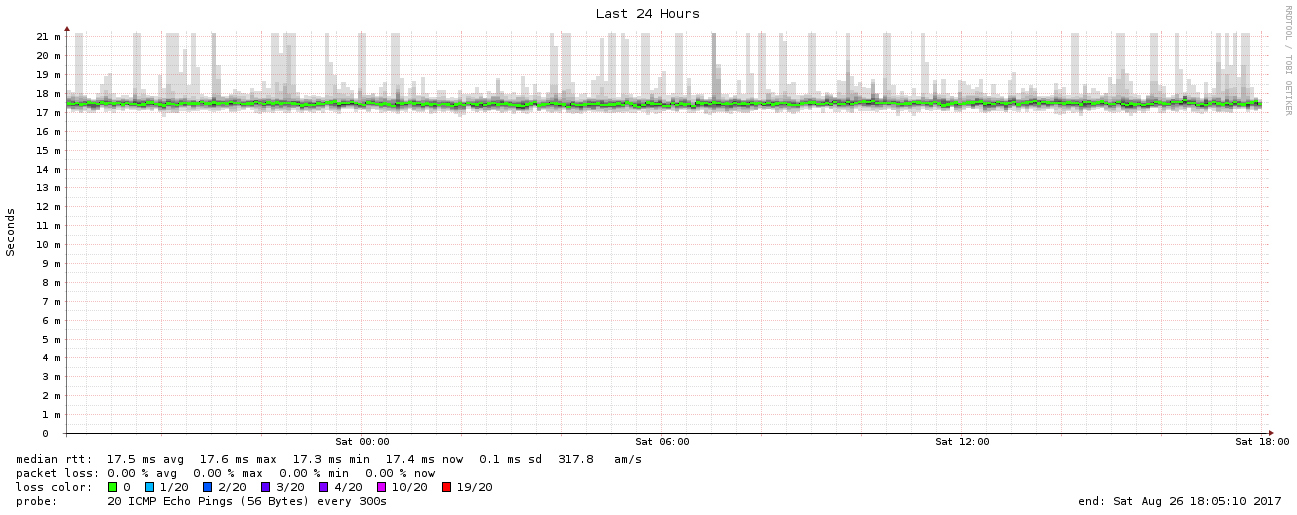 Last 24 Hours
RRDTOOL / TOBI OETIKER
Seconds
21 m
20 m
19 m
18 m
17 m
16 m
15 m
14 m
13 m
12 m
11 m
10 m
9 m
8 m
7 m
6 m
5 m
4 m
3 m
2 m
1 m
0
Sat 00:00 Sat 06:00 Sat 12:00 Sat 18:00
median rtt: 17.5 ms avg 17.6 ms max 17.3 ms min 17.4 ms now 0.1 ms sd 317.8 am/s
packet loss: 0.00 % avg 0.00 % max 0.00 % min 0.00 % now
loss color: 0 1/20 2/20 3/20 4/20 10/20 19/20
probe: 20 ICMP Echo Pings (56 Bytes) every 300s end: Sat Aug 26 18:05:10 2017